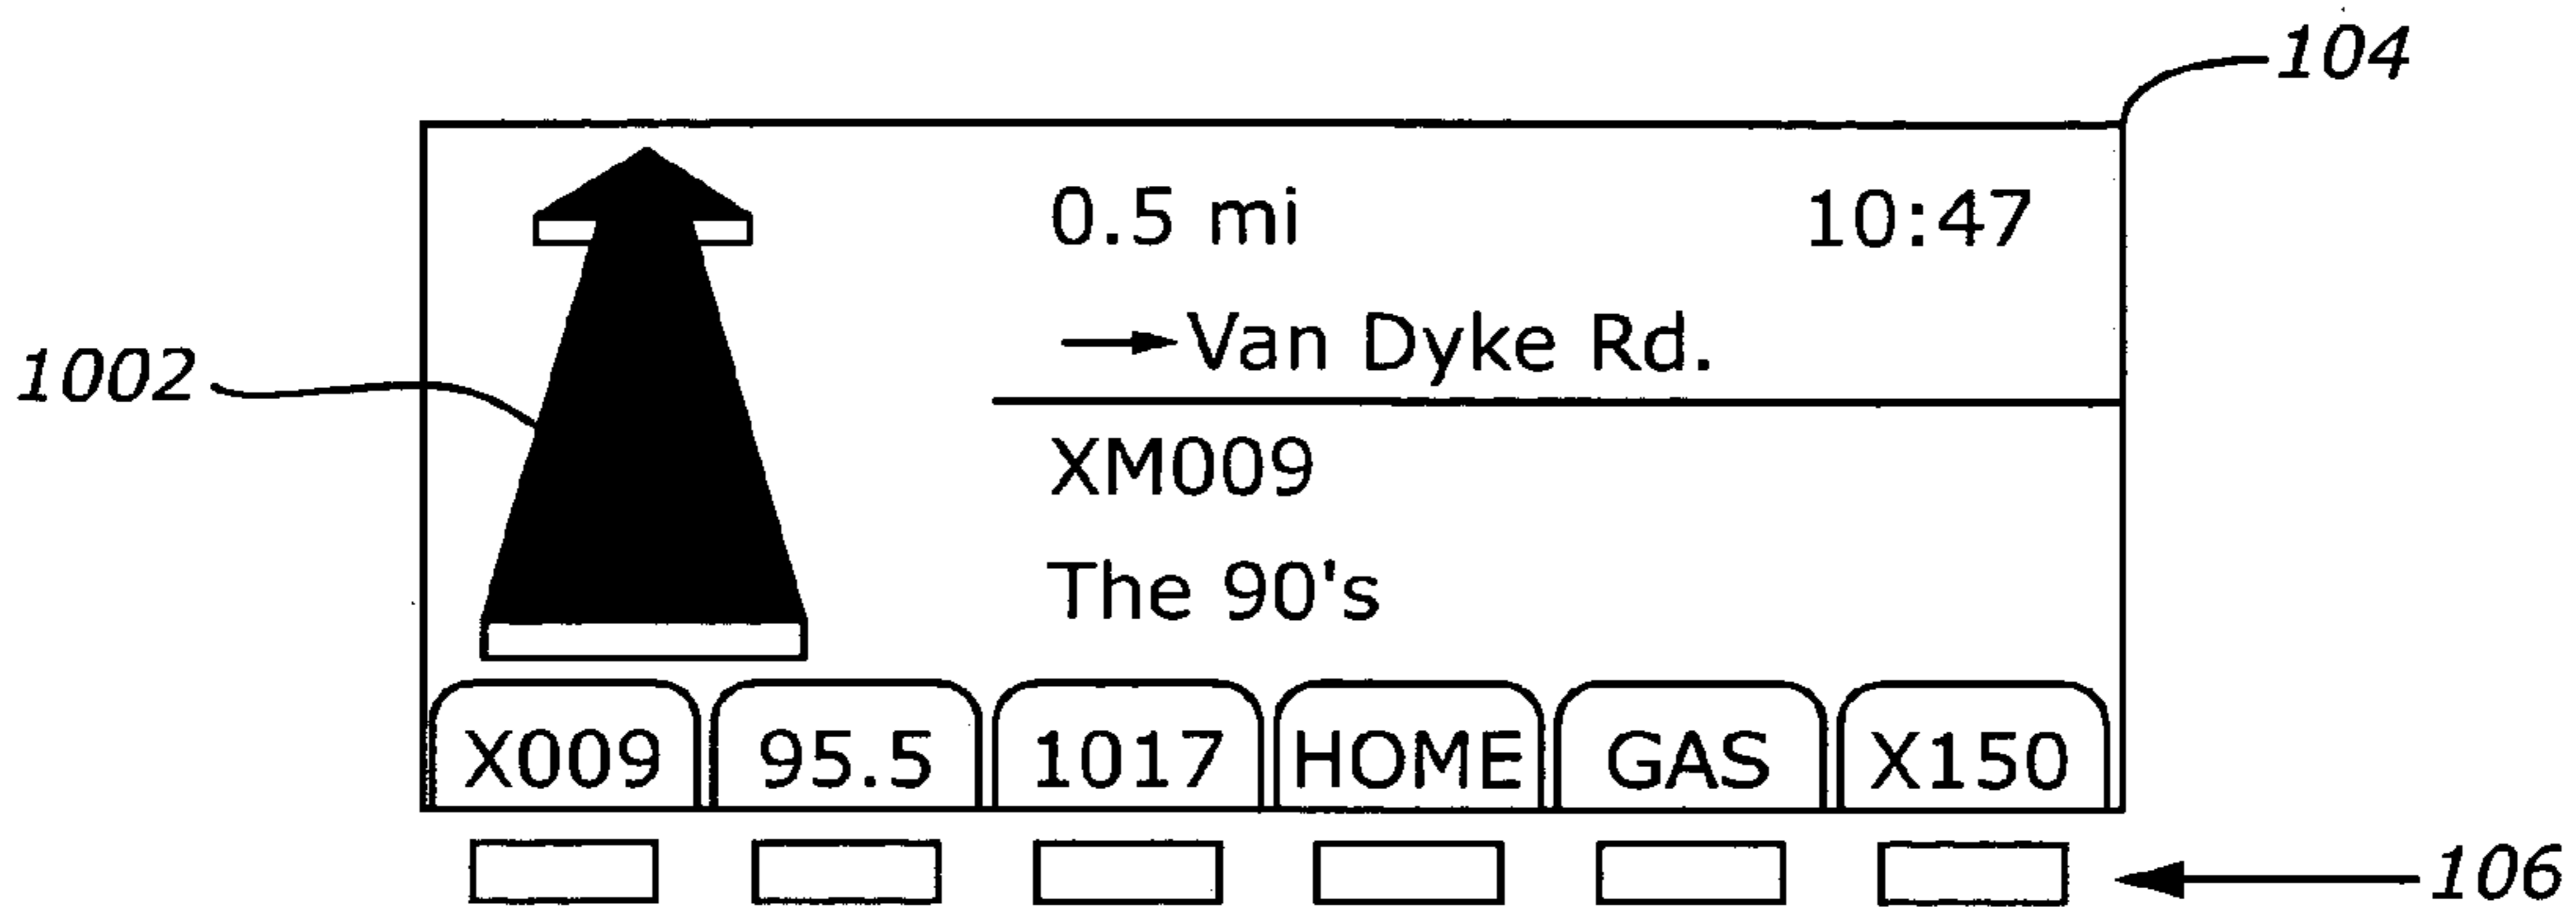 104
0.5 mi 10:47
→Van Dyke Rd.
1002
XM009
The 90's
X009 95.5 1017 HOME GAS X150
106